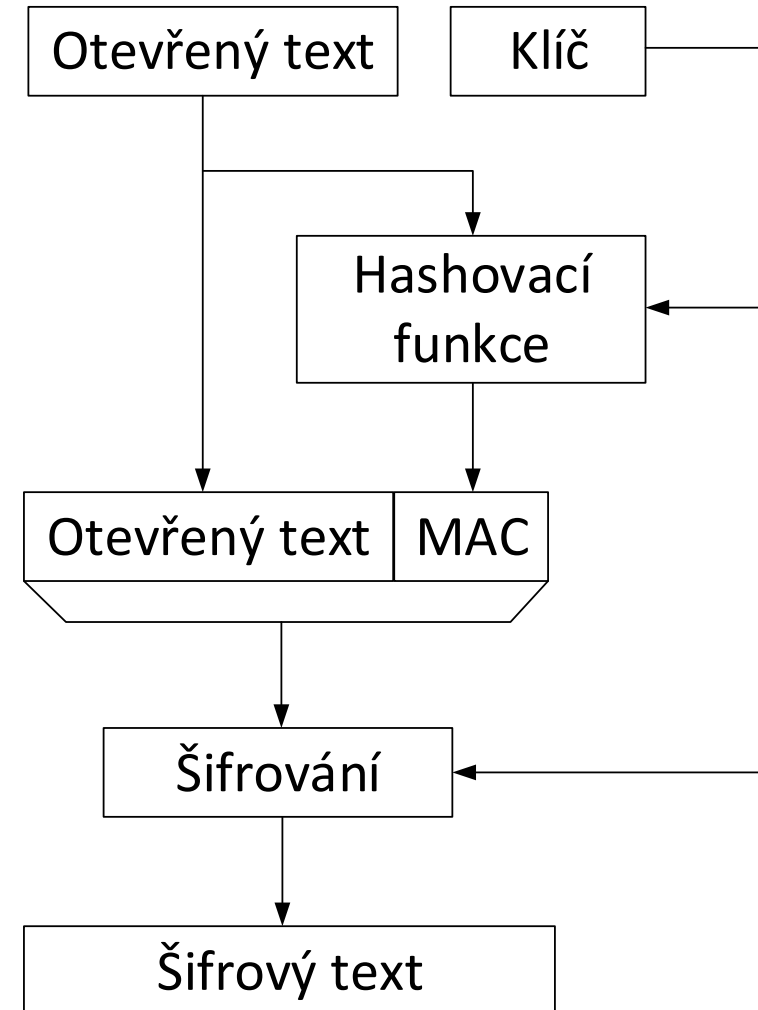 Otevřený text
Klíč
Hashovací
funkce
Otevřený text
MAC
Šifrování
Šifrový text